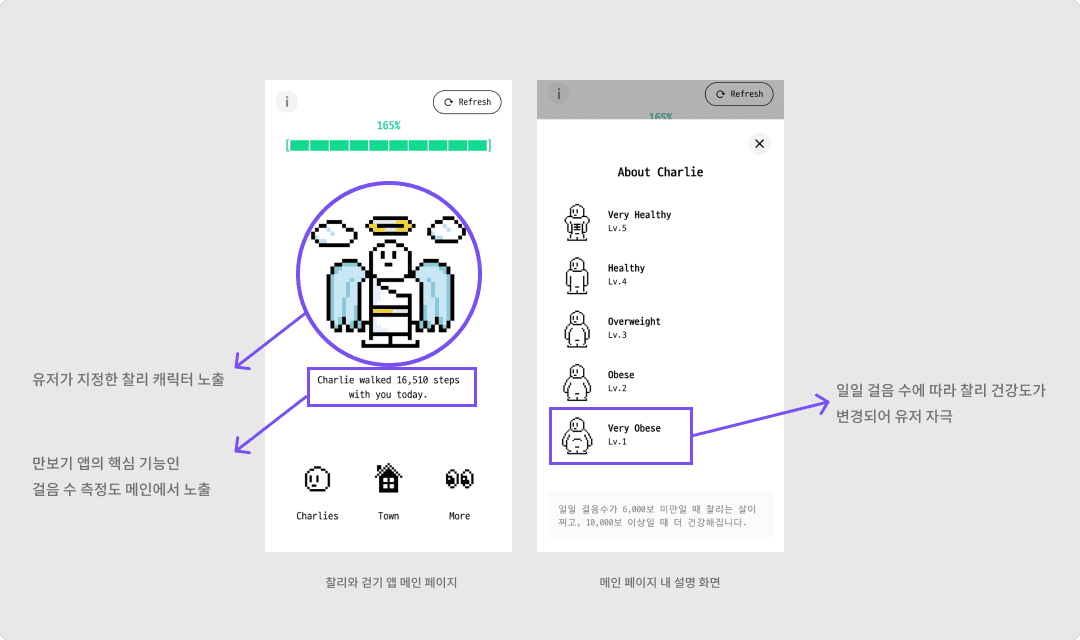 i
Refresh
165%
Charlie walked 16,510 steps
with you today.
Charlies
Town
More
유저가 지정한 찰리 캐릭터 노출
만보기 앱의 핵심 기능인
걸음 수 측정도 메인에서 노출
찰리와 걷기 앱 메인 페이지
i
Refresh
165%
About Charlie
Very Healthy
Lv.5
Healthy
Lv.4
Overweight
Lv.3
Obese
Lv.2
Very Obese
Lv.1
일일 걸음수가 6,000보 미만일 때 찰리는 살이
찌고, 10,000보 이상일 때 더 건강해집니다.
일일 걸음 수에 따라 찰리 건강도가
변경되어 유저 자극
메인 페이지 내 설명 화면